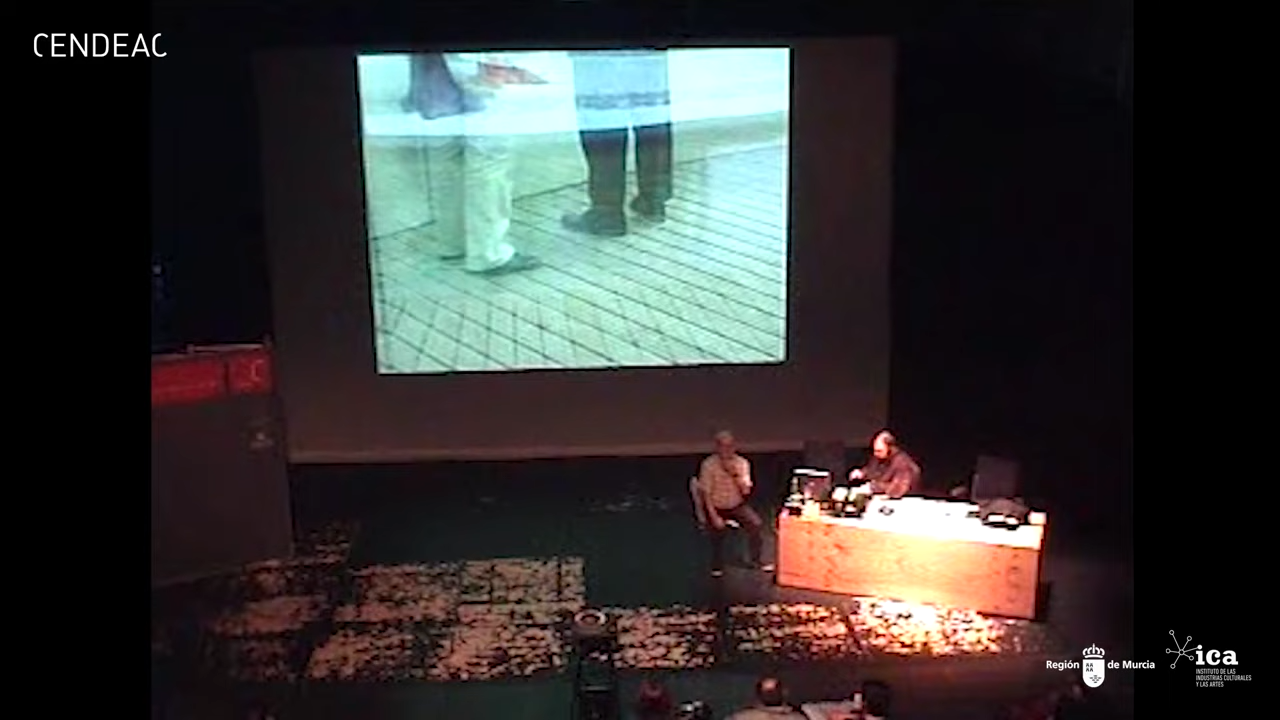 CENDEAC
Región de Murcia
ica
INSTITUTO DE LAS
INDUSTRIAS CULTURALES
Y LAS ARTES